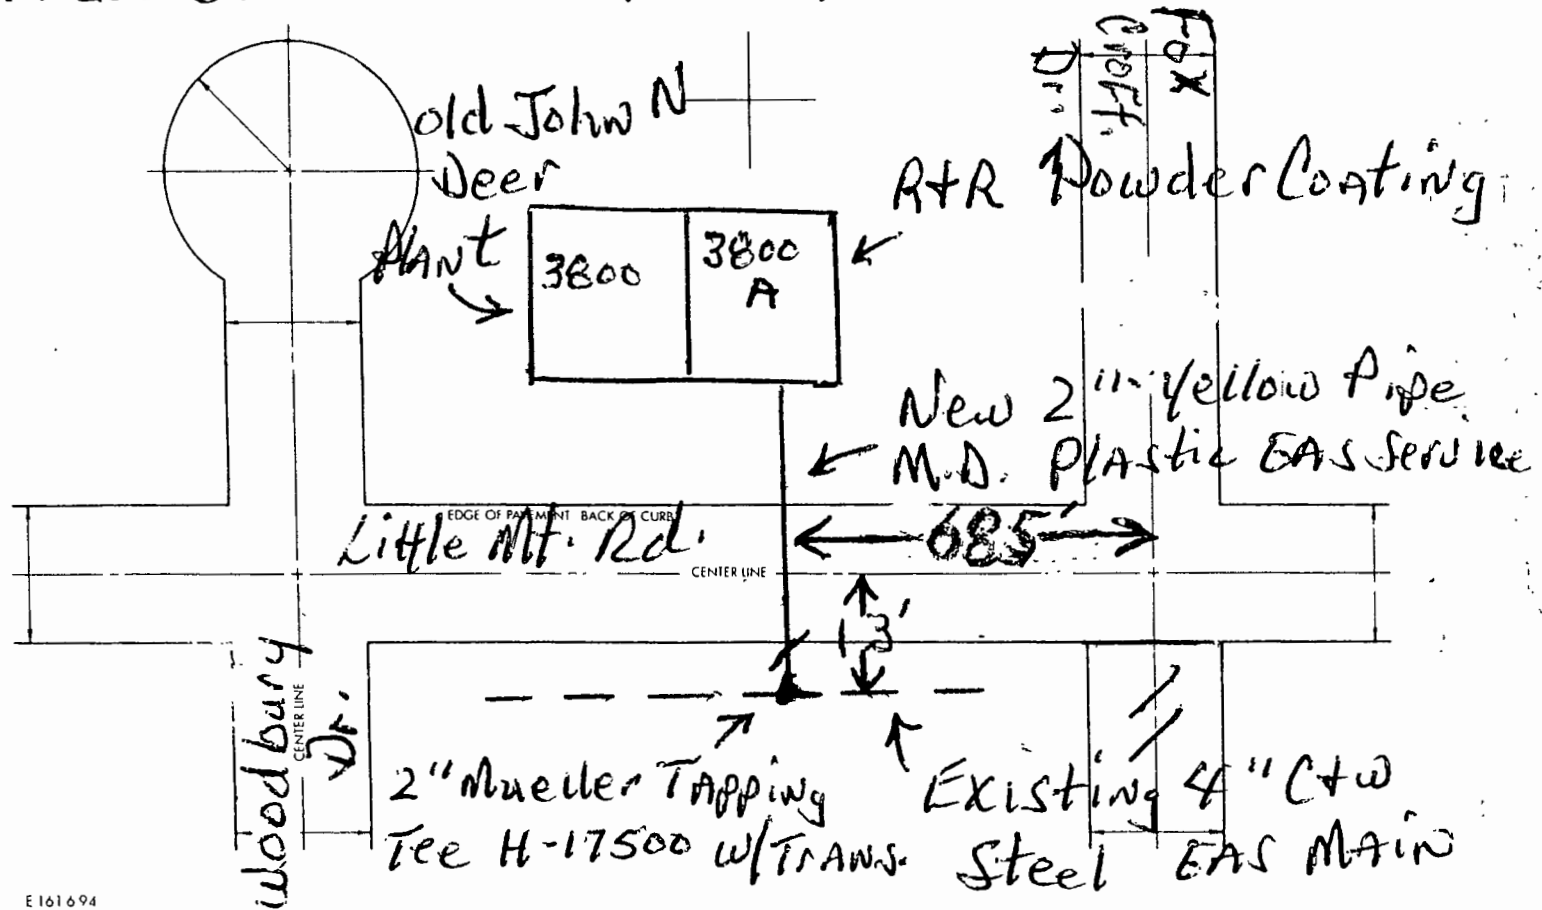 Fox
Croft.
Dr.
old John
Deer
Plant
N
R+R Powder Coating
3800
3800
A
New 2" Yellow Pipe
M.D. Plastic GAS Service
EDGE OF PAVEMENT BACK OF CURB
Little Mt. Rd.
685'
CENTER LINE
13'
Woodbury
Dr.
CENTER LINE
2" Mueller Tapping
Tee H-17500 w/Trans.
Existing 4" C+W
Steel GAS MAIN
E161694